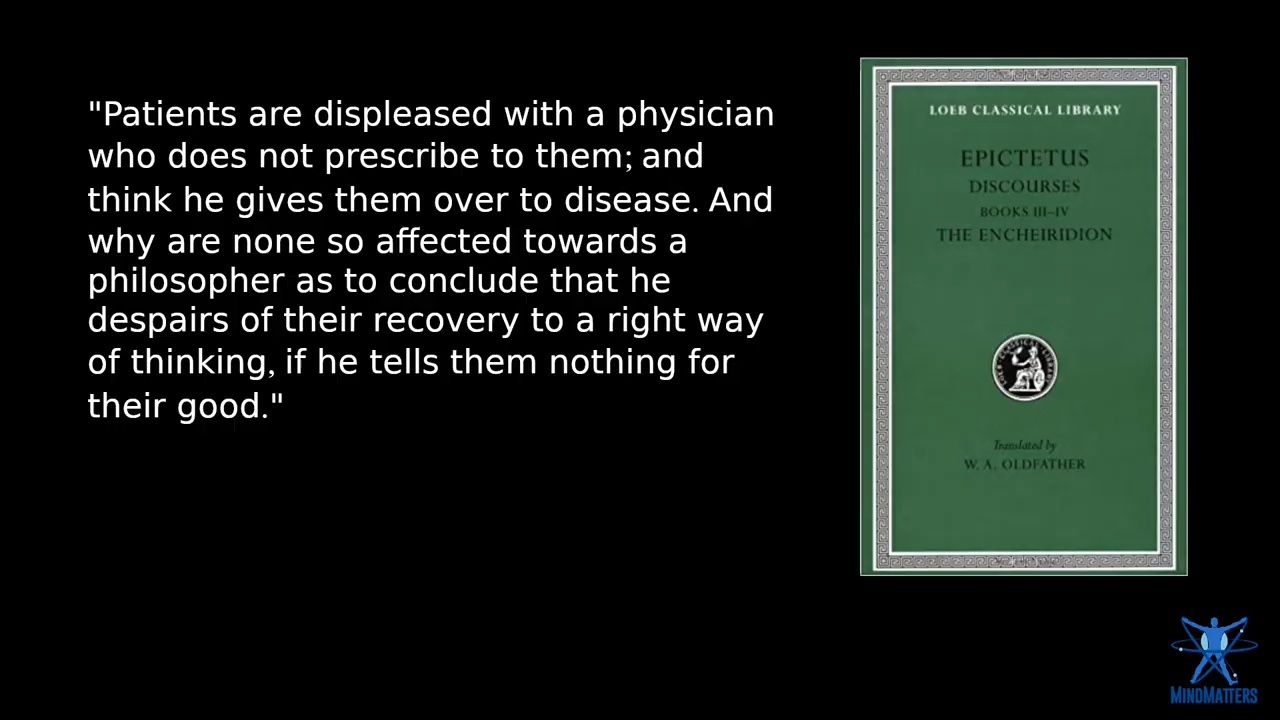 "Patients are displeased with a physician
who does not prescribe to them; and
think he gives them over to disease. And
why are none so affected towards a
philosopher as to conclude that he
despairs of their recovery to a right way
of thinking, if he tells them nothing for
their good."
LOEB CLASSICAL LIBRARY
EPICTETUS
DISCOURSES
BOOKS III–IV
THE ENCHEIRIDION
Translated by
W. A. OLDFATHER
MINDMATTERS